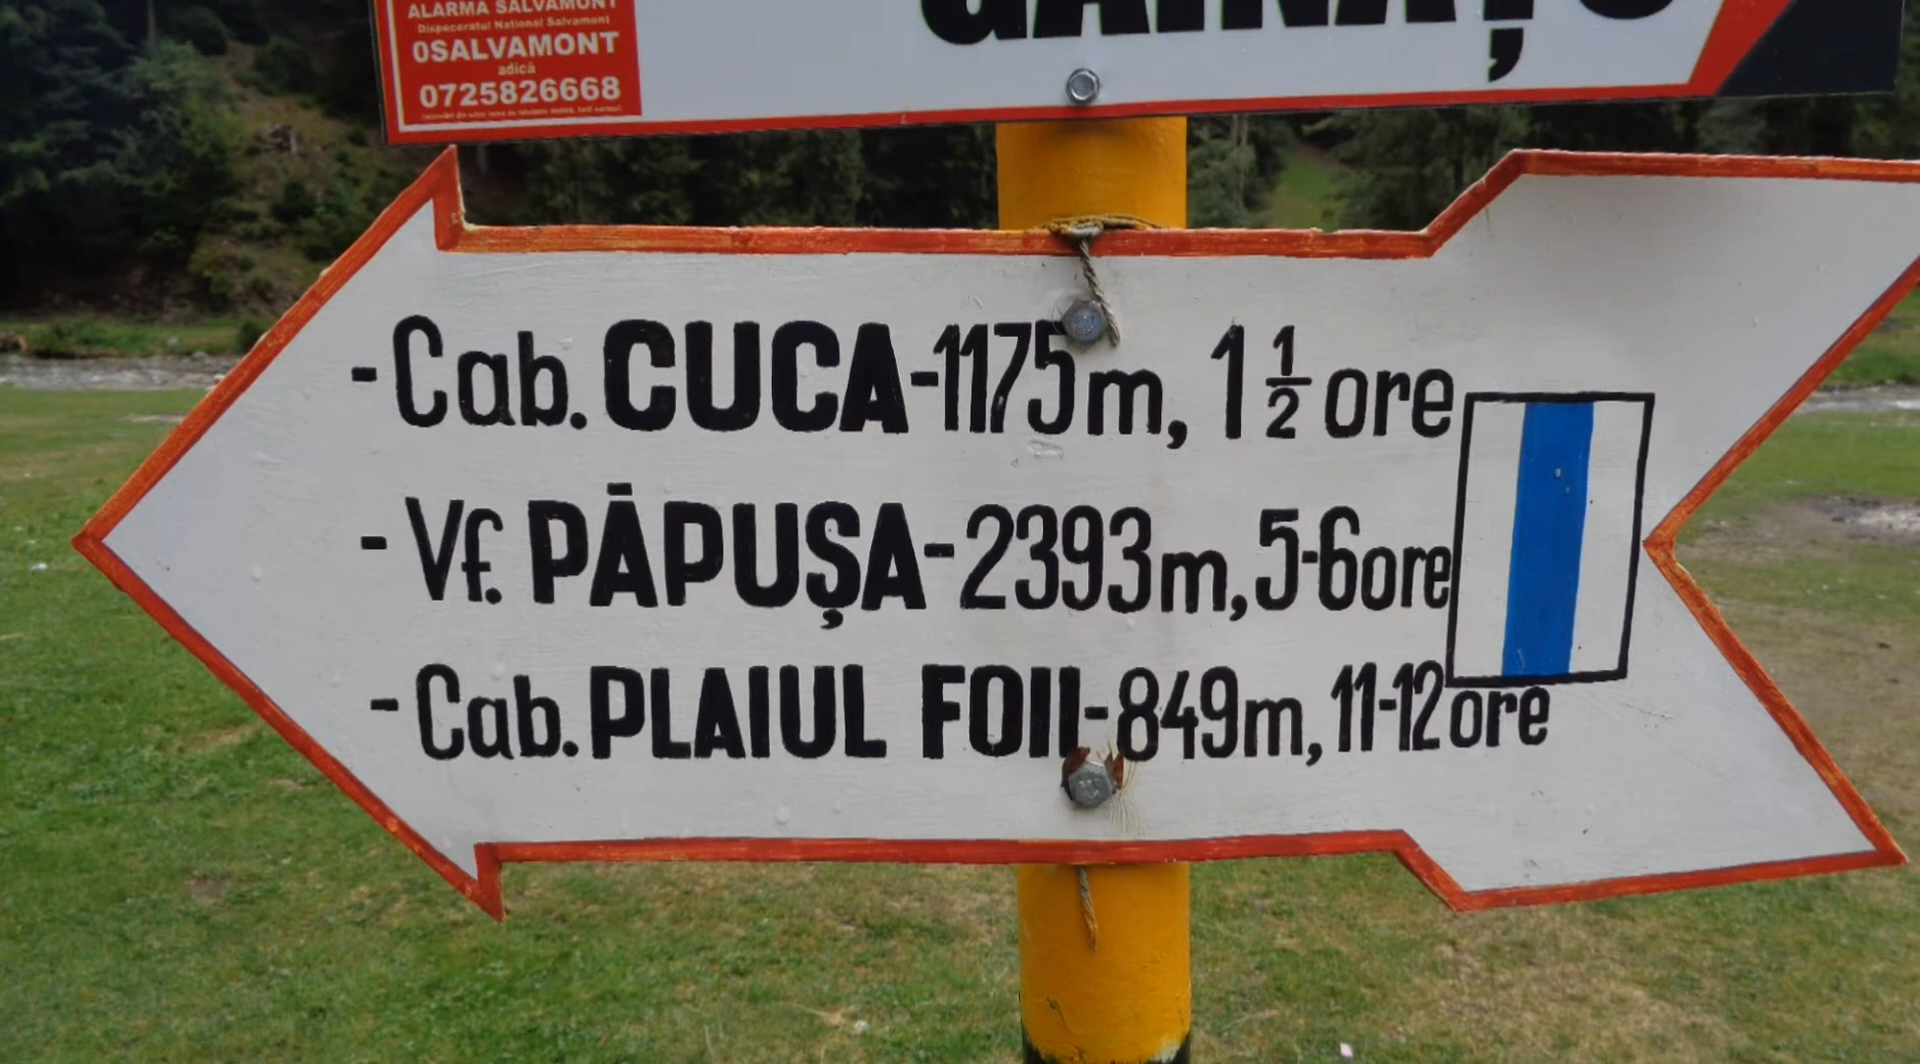 ALARMA SALVAMONT
Dispeceratul National Salvamont
0SALVAMONT
adică
0725826668
- Cab. CUCA-1175m, 1 1/2 ore
- Vf. PĂPUȘA-2393m, 5-6ore
- Cab. PLAIUL FOII-849m, 11-12ore